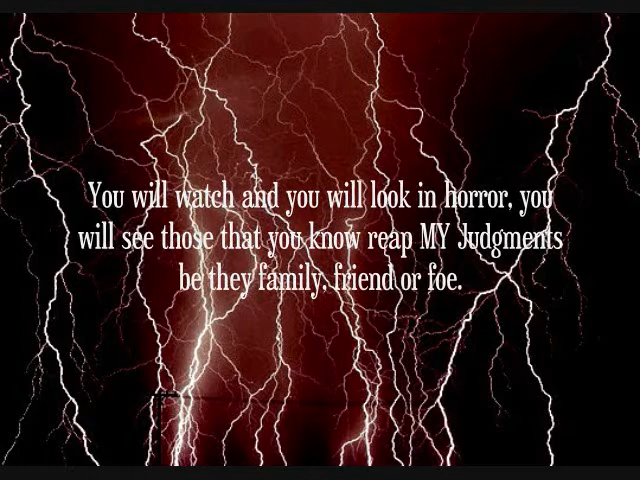 You will watch and you will look in horror, you
will see those that you know reap MY Judgments
be they family, friend or foe.